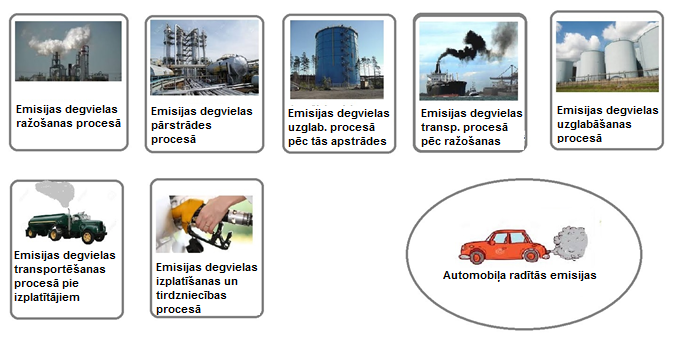 Emisijas degvielas
ražošanas procesā
Emisijas degvielas
pārstrādes
procesā
Emisijas degvielas
uzglab. procesā
pēc tās apstrādes
Emisijas degvielas
transp. procesā
pēc ražošanas
Emisijas degvielas
uzglabāšanas
procesā
Emisijas degvielas
transportēšanas
procesā pie
izplatītājiem
Emisijas degvielas
izplatīšanas un
tirdzniecības
procesā
Automobiļa radītās emisijas